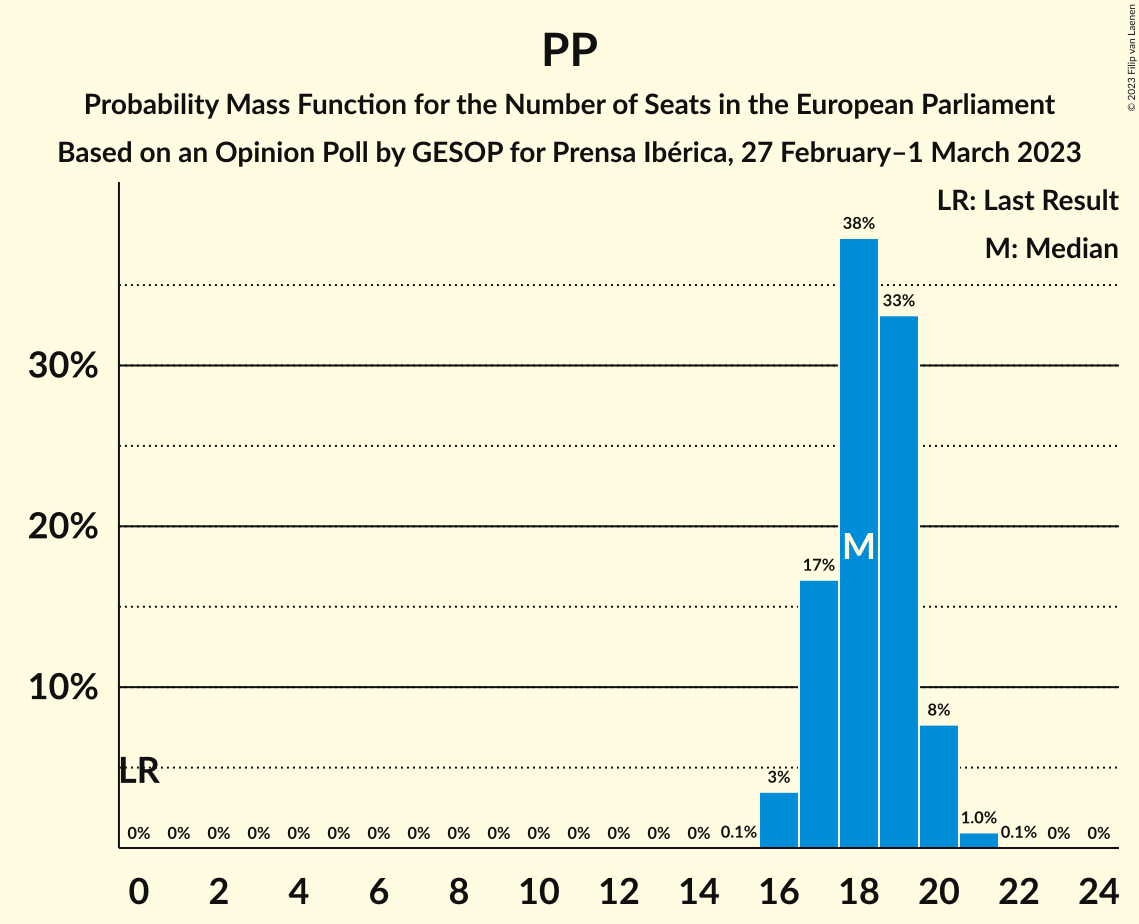 PP
Probability Mass Function for the Number of Seats in the European Parliament
Based on an Opinion Poll by GESOP for Prensa Ibérica, 27 February–1 March 2023
© 2023 Filip van Laenen
LR: Last Result
M: Median
38%
33%
30%
20%
M
17%
10%
8%
LR
3%
1.0%
0% 0% 0% 0% 0% 0% 0% 0% 0% 0% 0% 0% 0% 0% 0% 0.1% 0.1% 0% 0%
0 2 4 6 8 10 12 14 16 18 20 22 24